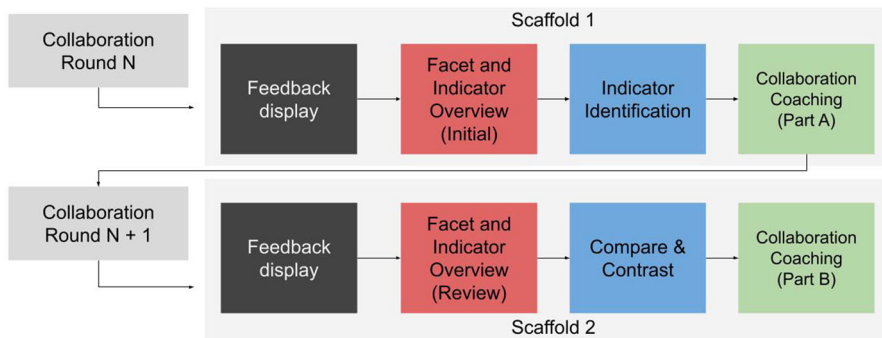 Scaffold 1
Collaboration
Round N
Feedback
display
Facet and
Indicator
Overview
(Initial)
Indicator
Identification
Collaboration
Coaching
(Part A)
Collaboration
Round N + 1
Feedback
display
Facet and
Indicator
Overview
(Review)
Compare &
Contrast
Collaboration
Coaching
(Part B)
Scaffold 2